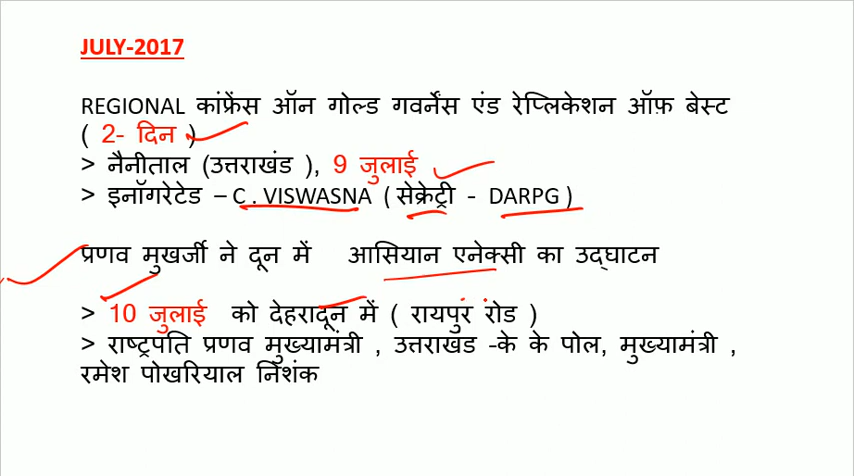 JULY-2017
REGIONAL कांफ्रेंस ऑन गोल्ड गवर्नेंस एंड रेप्लिकेशन ऑफ़ बेस्ट
( 2- दिन )
> नैनीताल (उत्तराखंड ), 9 जुलाई
> इनॉगरेटेड – C . VISWASNA ( सेक्रेट्री - DARPG )
प्रणव मुखर्जी ने दून में आसियान एनेक्सी का उद्घाटन
> 10 जुलाई को देहरादून में ( रायपुर रोड )
> राष्ट्रपति प्रणव मुख्यामंत्री , उत्तराखंड -के के पोल, मुख्यामंत्री ,
रमेश पोखरियाल निशंक